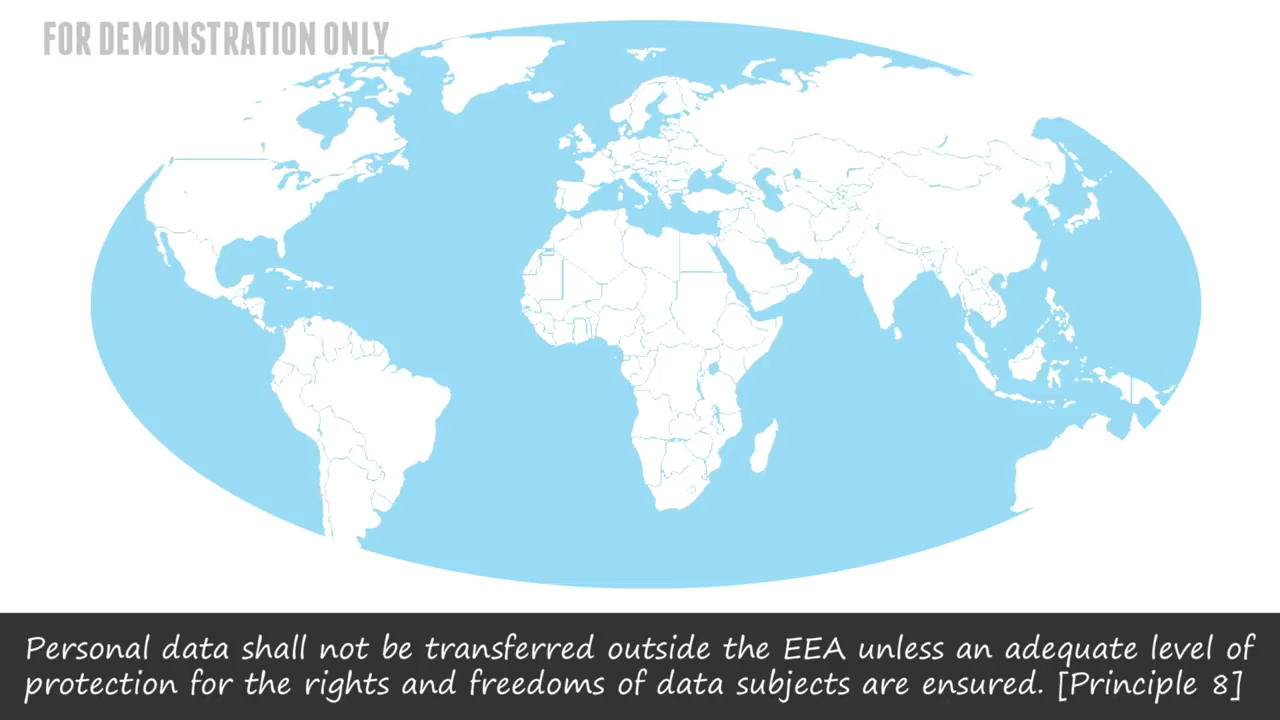 FOR DEMONSTRATION ONLY
Personal data shall not be transferred outside the EEA unless an adequate level of
protection for the rights and freedoms of data subjects are ensured. [Principle 8]